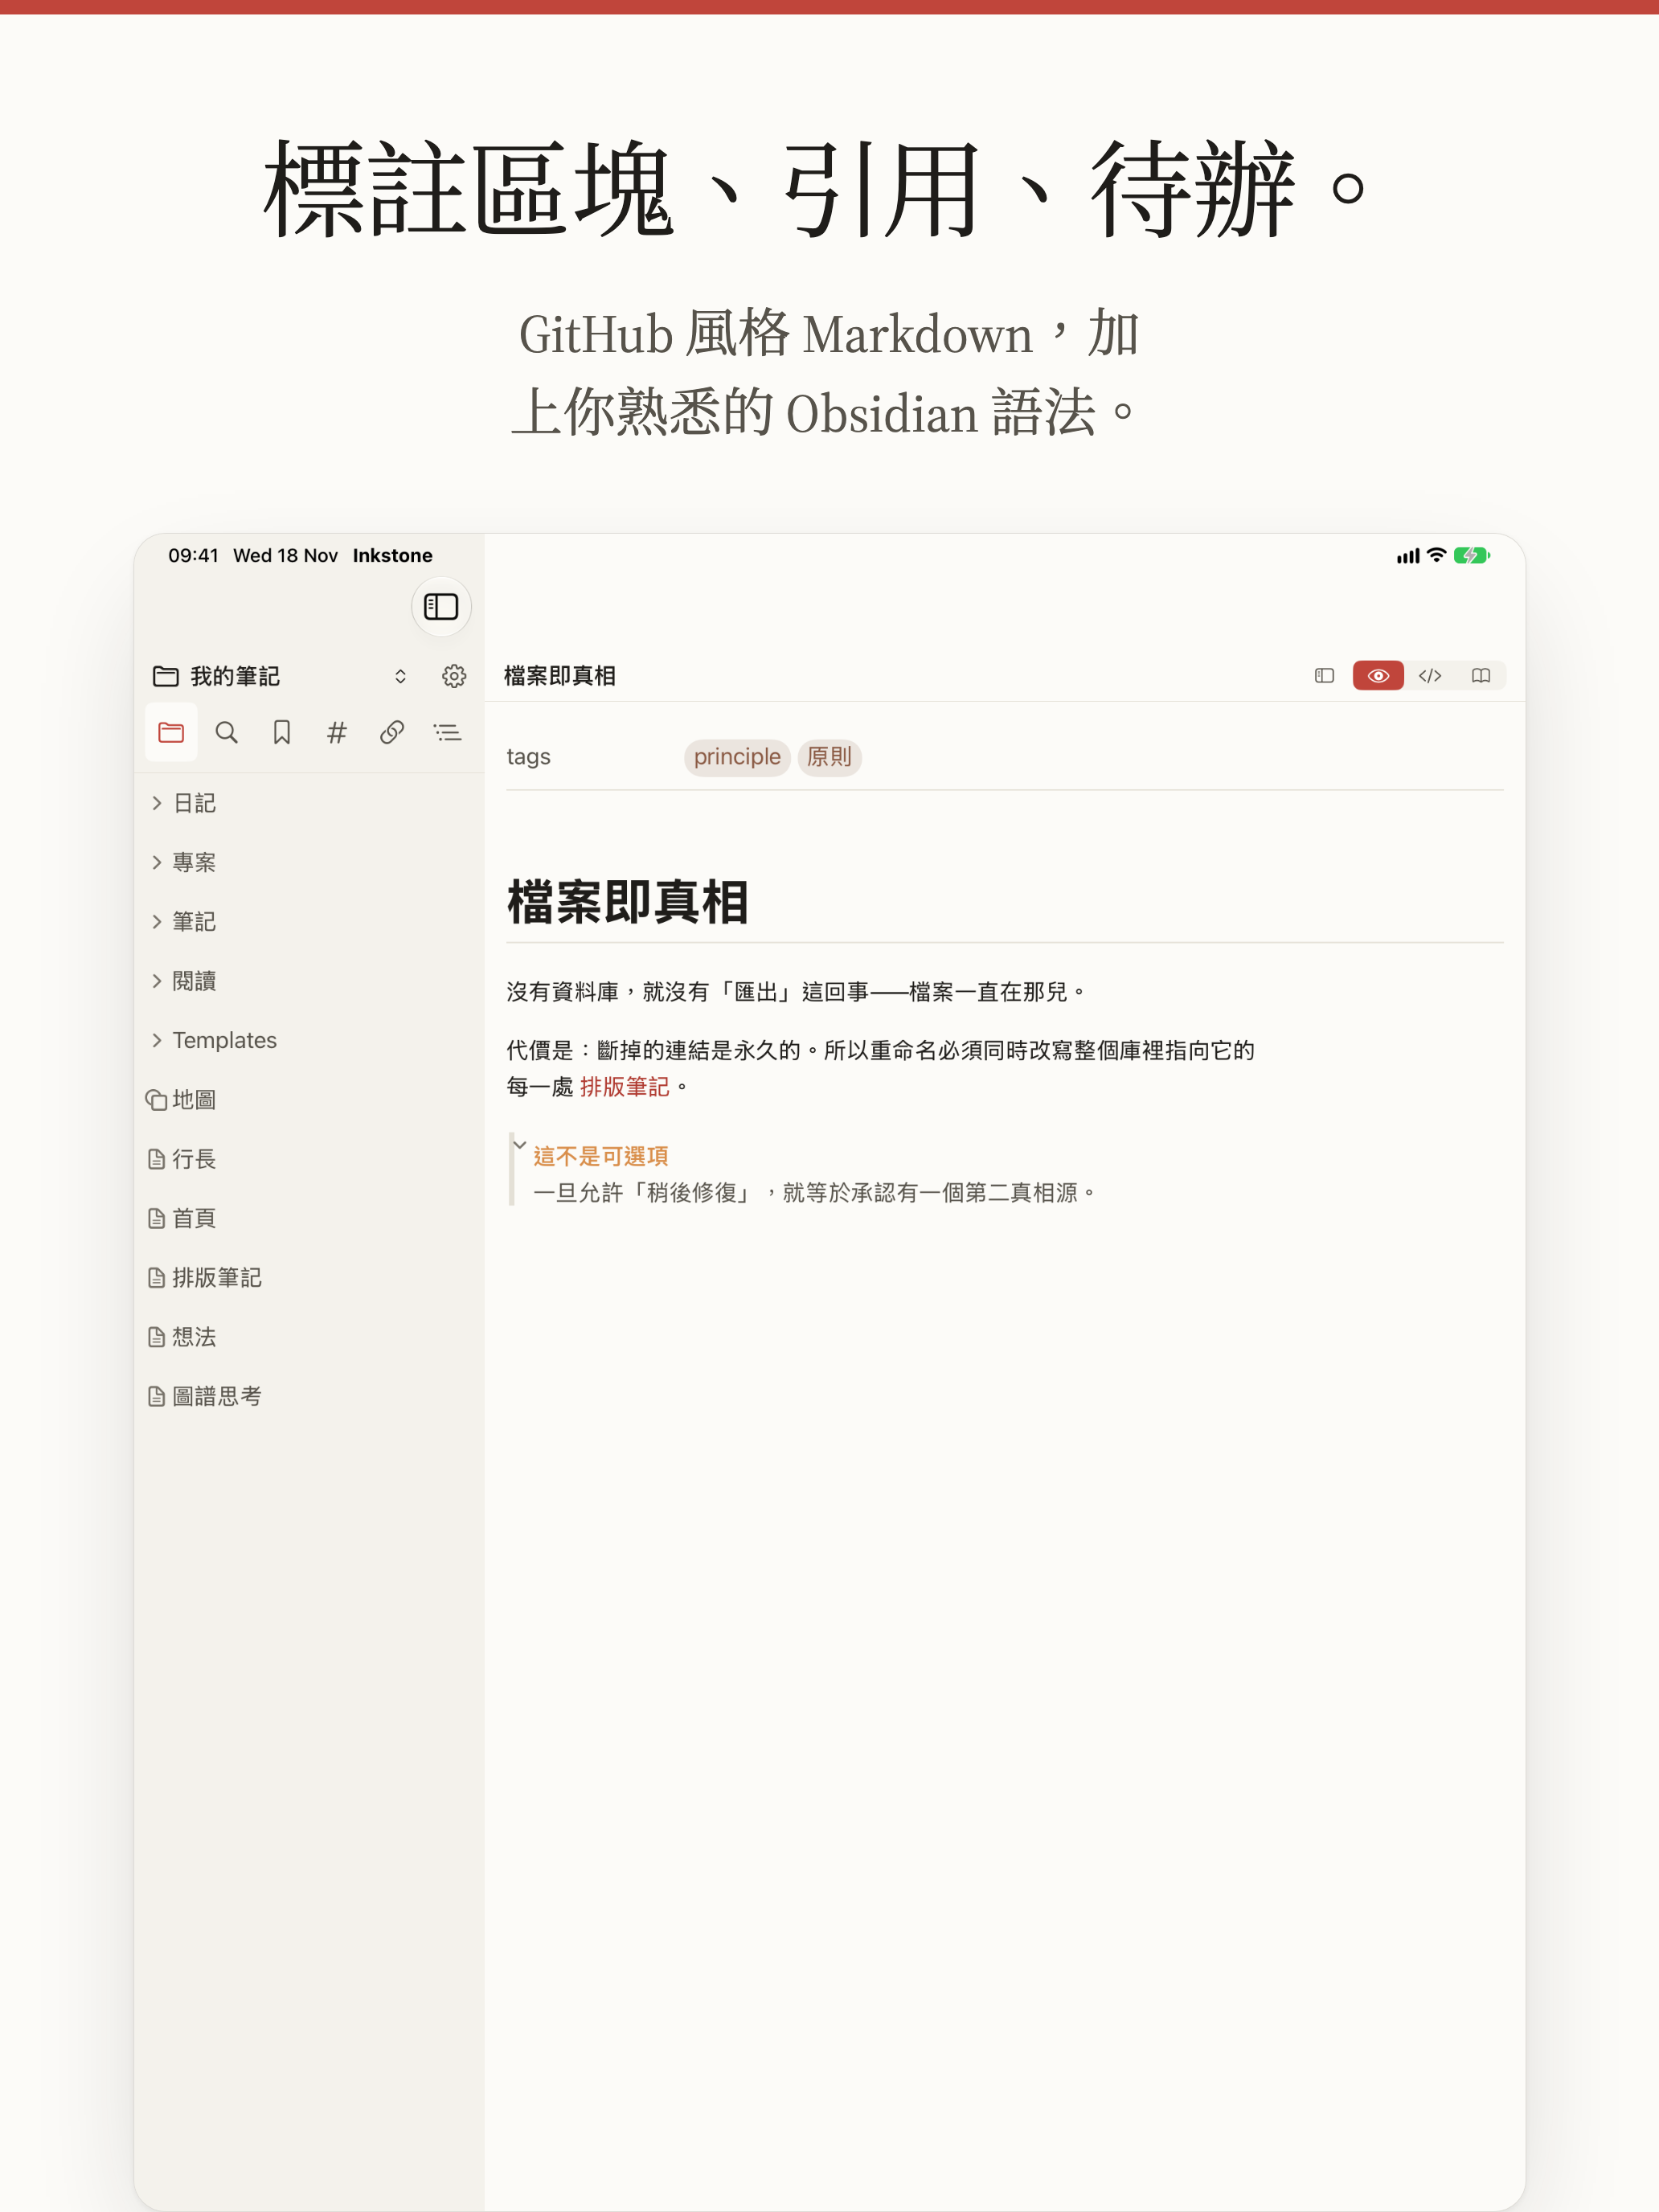 標註區塊、引用、待辦。
GitHub 風格 Markdown，加
上你熟悉的 Obsidian 語法。
09:41 Wed 18 Nov Inkstone
我的筆記
檔案即真相
tags principle 原則
日記
專案
筆記
閱讀
Templates
地圖
行長
首頁
排版筆記
想法
圖譜思考
檔案即真相
沒有資料庫，就沒有「匯出」這回事——檔案一直在那兒。
代價是：斷掉的連結是永久的。所以重命名必須同時改寫整個庫裡指向它的
每一處 排版筆記。
這不是可選項
一旦允許「稍後修復」，就等於承認有一個第二真相源。